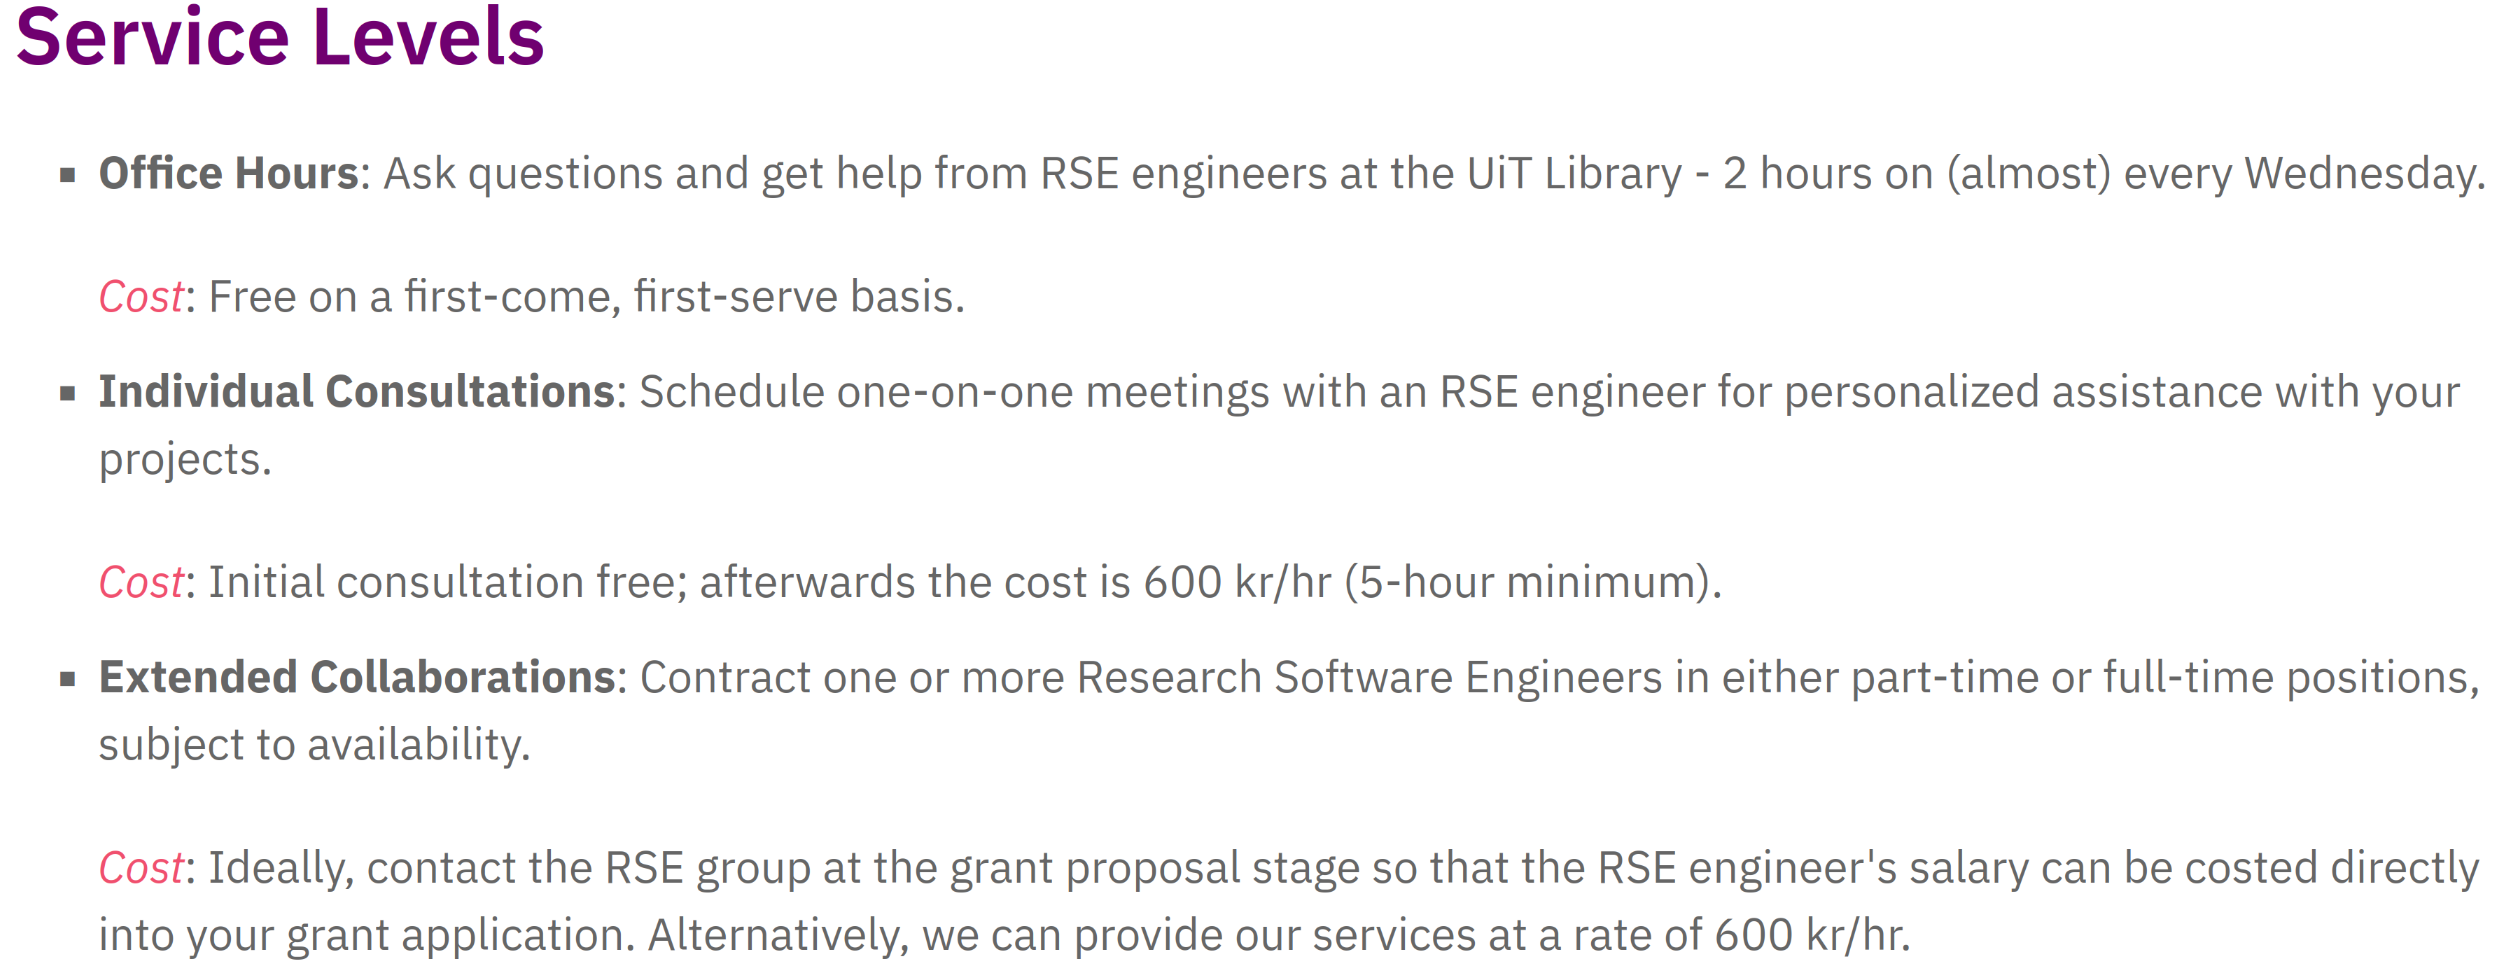 Service Levels
▪ Office Hours: Ask questions and get help from RSE engineers at the UiT Library - 2 hours on (almost) every Wednesday.
Cost: Free on a first-come, first-serve basis.
▪ Individual Consultations: Schedule one-on-one meetings with an RSE engineer for personalized assistance with your
projects.
Cost: Initial consultation free; afterwards the cost is 600 kr/hr (5-hour minimum).
▪ Extended Collaborations: Contract one or more Research Software Engineers in either part-time or full-time positions,
subject to availability.
Cost: Ideally, contact the RSE group at the grant proposal stage so that the RSE engineer's salary can be costed directly
into your grant application. Alternatively, we can provide our services at a rate of 600 kr/hr.